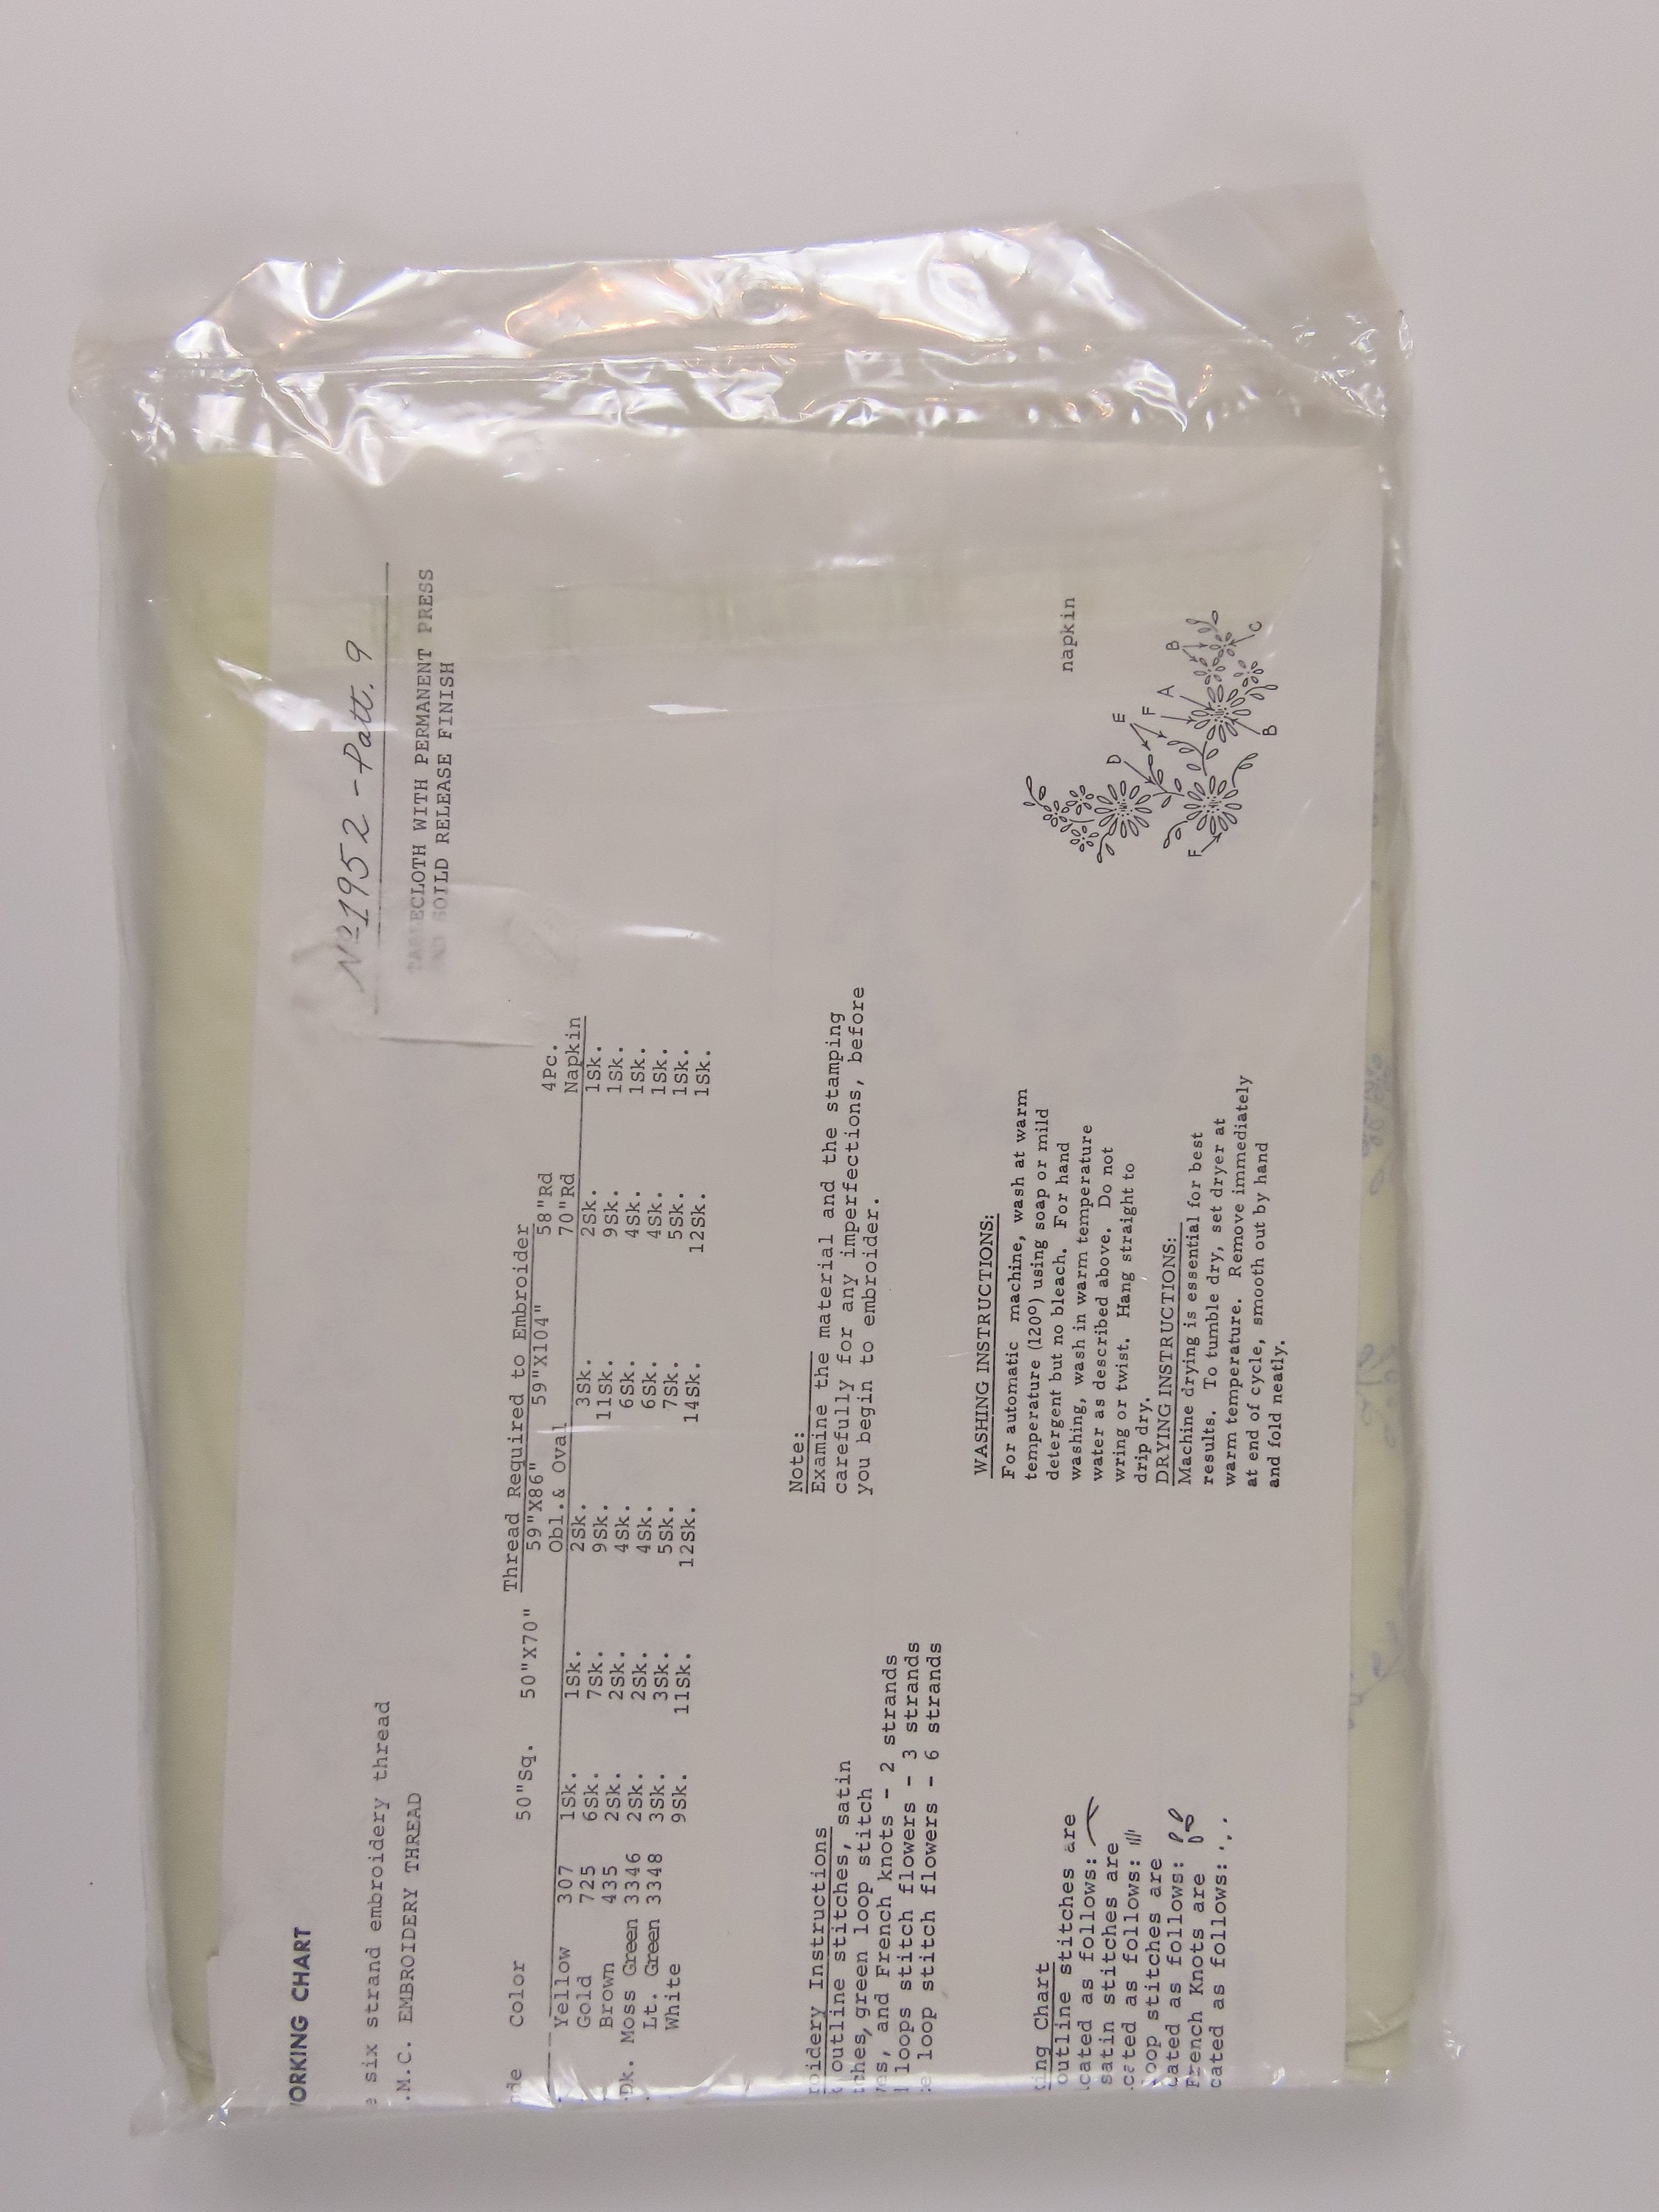 ORKING CHART
Nº 1952 - Patt. 9
six strand embroidery thread
.M.C. EMBROIDERY THREAD
TABLECLOTH WITH PERMANENT PRESS
SOILD RELEASE FINISH
Thread Required to Embroider
Color 50"Sq. 50"X70" 59"X86" 59"X104" 58"Rd 4Pc.
Obl.& Oval 70"Rd Napkin
Yellow 307 1Sk. 1Sk. 2Sk. 3Sk. 2Sk. 1Sk.
Gold 725 6Sk. 7Sk. 9Sk. 11Sk. 9Sk. 1Sk.
Brown 435 2Sk. 2Sk. 4Sk. 6Sk. 4Sk. 1Sk.
Dk. Moss Green 3346 2Sk. 2Sk. 4Sk. 6Sk. 4Sk. 1Sk.
Lt. Green 3348 3Sk. 3Sk. 5Sk. 7Sk. 5Sk. 1Sk.
White 9Sk. 11Sk. 12Sk. 14Sk. 12Sk. 1Sk.
roidery Instructions
outline stitches, satin
tches, green loop stitch
es, and French knots - 2 strands
loops stitch flowers - 3 strands
loop stitch flowers - 6 strands
Note:
Examine the material and the stamping
carefully for any imperfections, before
you begin to embroider.
ing Chart
outline stitches are
cated as follows:
satin stitches are
cated as follows:
oop stitches are
cated as follows:
French Knots are
cated as follows:
WASHING INSTRUCTIONS:
For automatic machine, wash at warm
temperature (120º) using soap or mild
detergent but no bleach. For hand
washing, wash in warm temperature
water as described above. Do not
wring or twist. Hang straight to
drip dry.
DRYING INSTRUCTIONS:
Machine drying is essential for best
results. To tumble dry, set dryer at
warm temperature. Remove immediately
at end of cycle, smooth out by hand
and fold neatly.
napkin
D
E
F
A
B
C
B
F